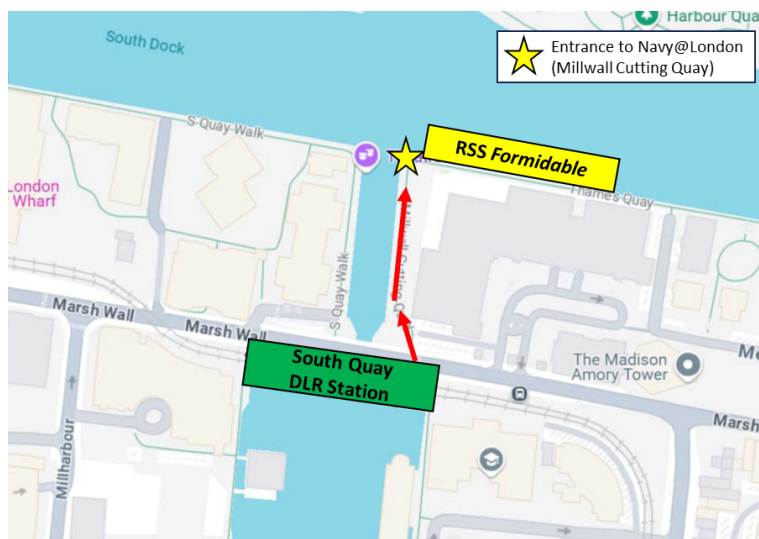 Harbour Qua
South Dock
Entrance to Navy@London
(Millwall Cutting Quay)
S Quay Walk
RSS Formidable
London
Wharf
Thames Quay
S Quay Walk
Marsh Wall
Marsh Wall
South Quay
DLR Station
The Madison
Amory Tower
Marsh
Millharbour